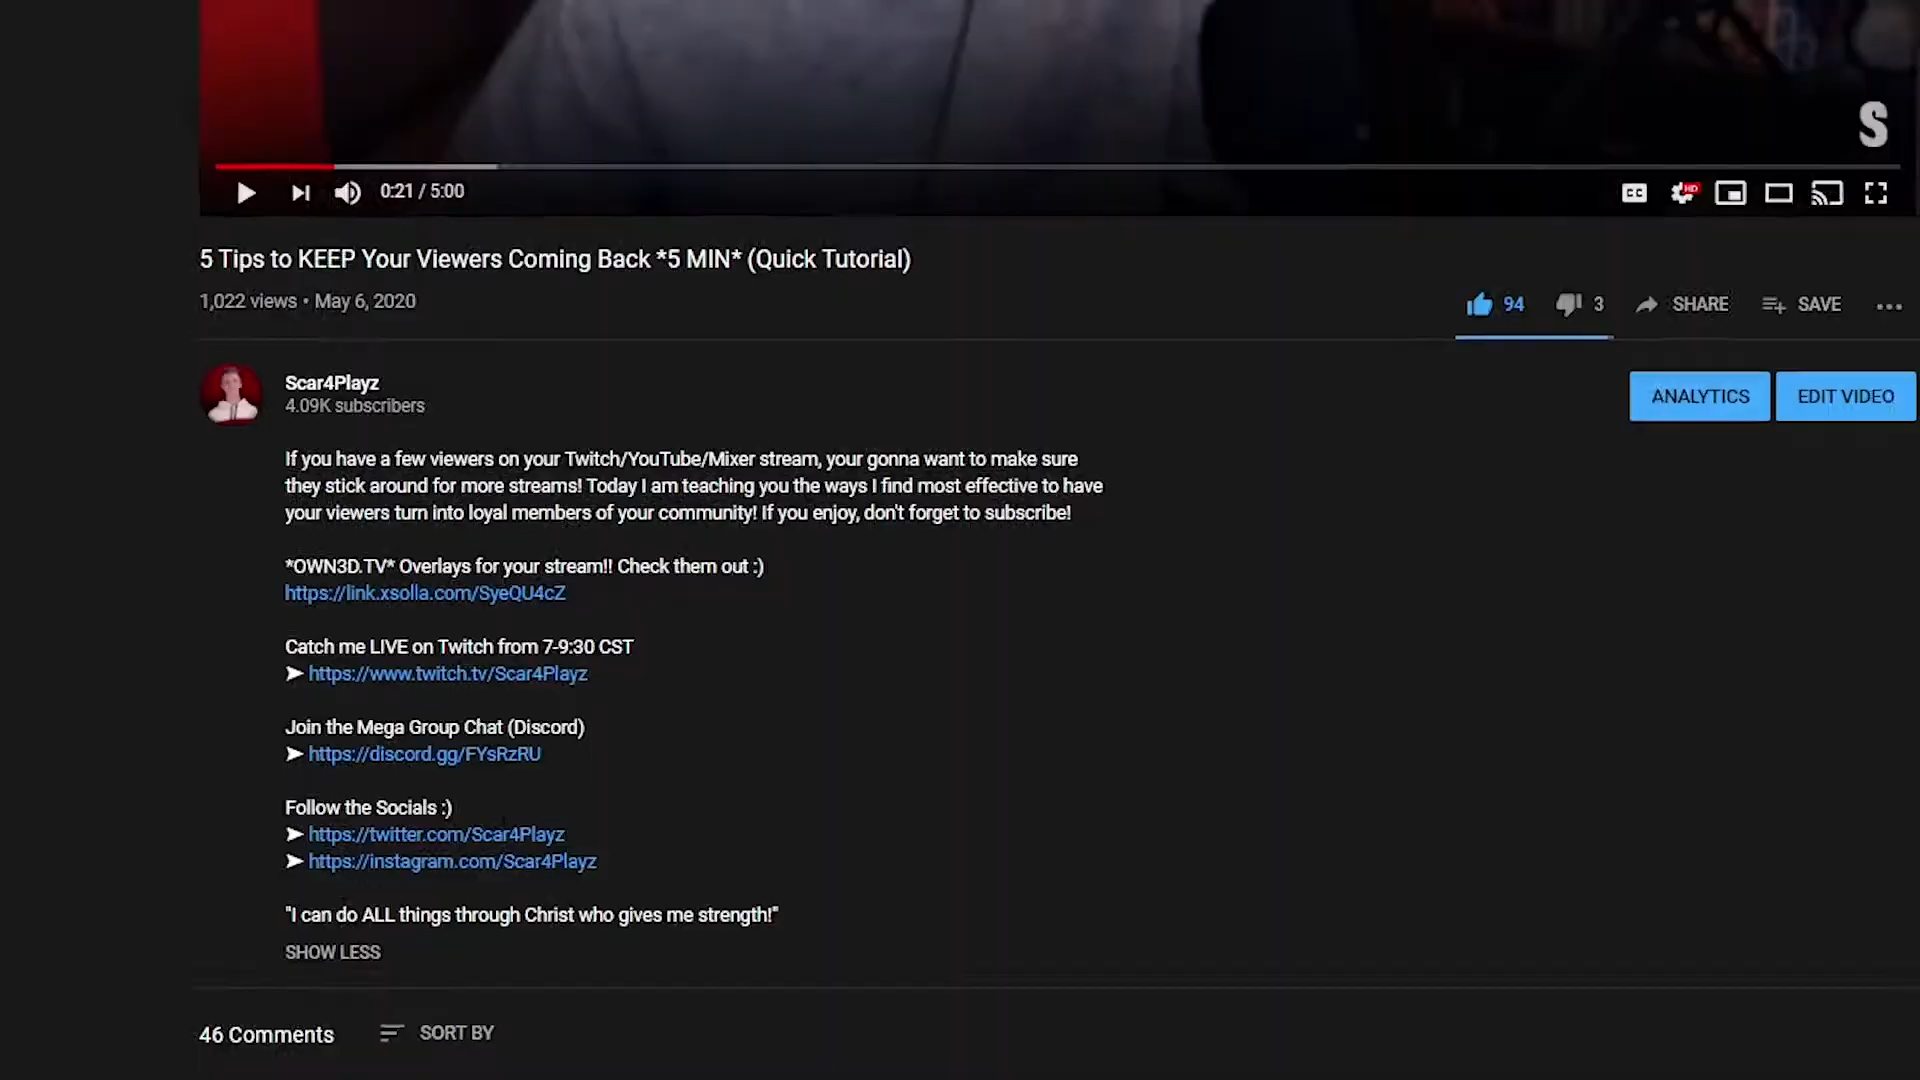 S
0:21 / 5:00
CC
HD
5 Tips to KEEP Your Viewers Coming Back *5 MIN* (Quick Tutorial)
1,022 views • May 6, 2020
94
3
SHARE
SAVE
Scar4Playz
4.09K subscribers
ANALYTICS
EDIT VIDEO
If you have a few viewers on your Twitch/YouTube/Mixer stream, your gonna want to make sure
they stick around for more streams! Today I am teaching you the ways I find most effective to have
your viewers turn into loyal members of your community! If you enjoy, don't forget to subscribe!
*OWN3D.TV* Overlays for your stream!! Check them out :)
https://link.xsolla.com/SyeQU4cZ
Catch me LIVE on Twitch from 7-9:30 CST
➤ https://www.twitch.tv/Scar4Playz
Join the Mega Group Chat (Discord)
➤ https://discord.gg/FYsRzRU
Follow the Socials :)
➤ https://twitter.com/Scar4Playz
➤ https://instagram.com/Scar4Playz
"I can do ALL things through Christ who gives me strength!"
SHOW LESS
46 Comments
SORT BY